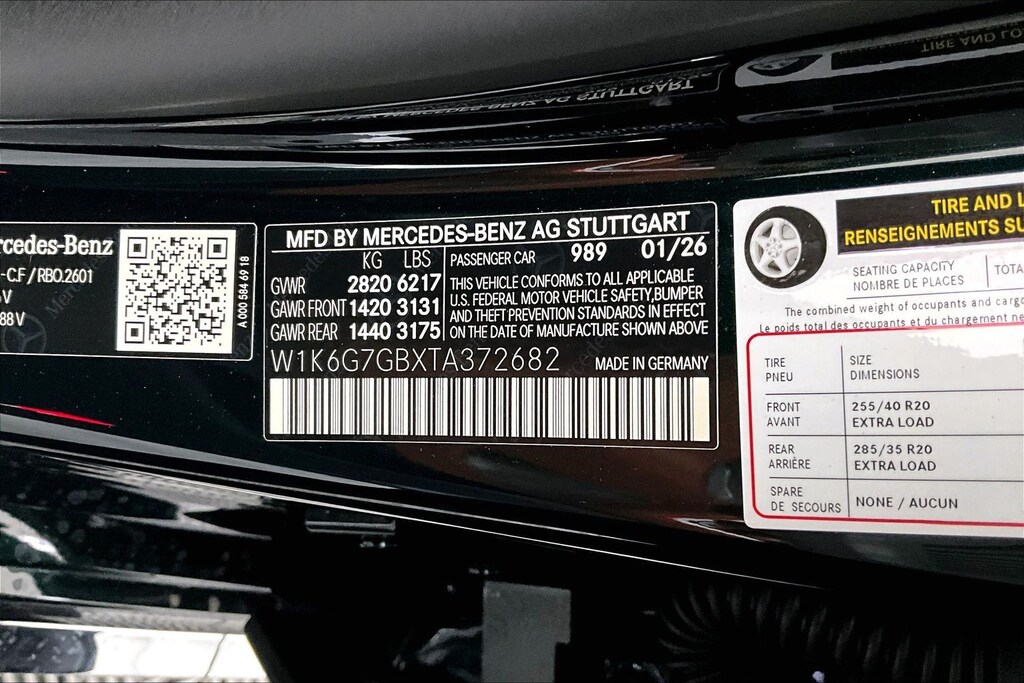 rcedes-Benz
-CF/RBO.2601
V
88V
A 000 584 69 18
MFD BY MERCEDES-BENZ AG STUTTGART
KG LBS
GVWR 2820 6217
GAWR FRONT 1420 3131
GAWR REAR 1440 3175
PASSENGER CAR 989 01/26
THIS VEHICLE CONFORMS TO ALL APPLICABLE
U.S. FEDERAL MOTOR VEHICLE SAFETY,BUMPER
AND THEFT PREVENTION STANDARDS IN EFFECT
ON THE DATE OF MANUFACTURE SHOWN ABOVE
W1K6G7GBXTA372682 MADE IN GERMANY
TIRE AND L
RENSEIGNEMENTS SU
SEATING CAPACITY
NOMBRE DE PLACES
TOTA
The combined weight of occupants and cargo
Le poids total des occupants et du chargement ne
TIRE
PNEU
SIZE
DIMENSIONS
FRONT
AVANT
255/40 R20
EXTRA LOAD
REAR
ARRIÈRE
285/35 R20
EXTRA LOAD
SPARE
DE SECOURS
NONE / AUCUN